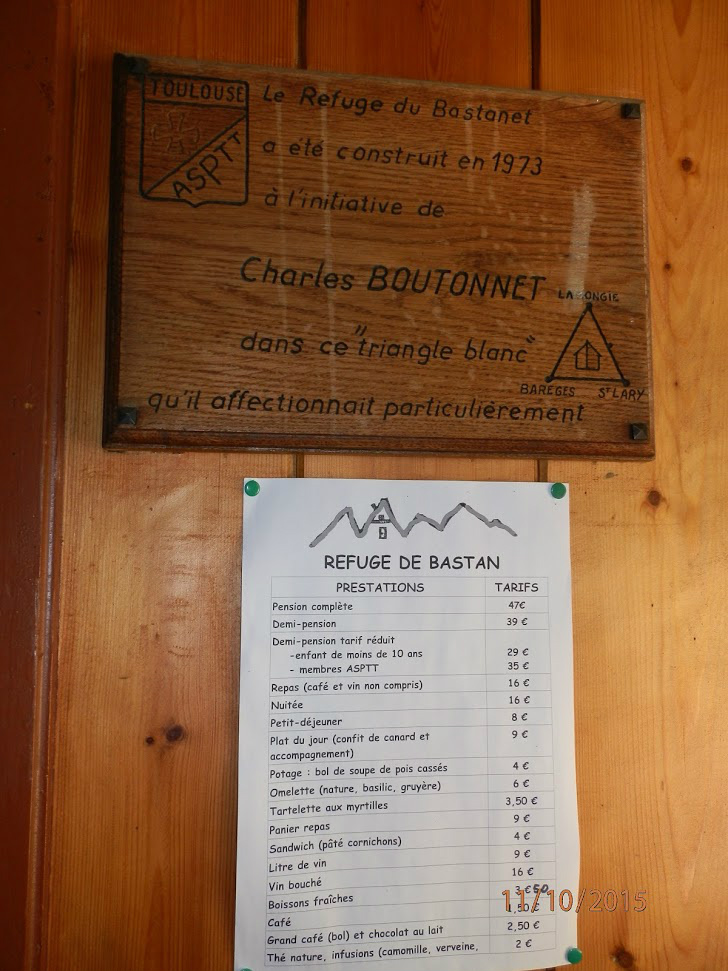 TOULOUSE
ASPTT
Le Refuge du Bastanet
a été construit en 1973
à l'initiative de
Charles BOUTONNET
dans ce "triangle blanc"
qu'il affectionnait particulièrement
LA MONGIE
BARÈGES ST LARY
REFUGE DE BASTAN
PRESTATIONS TARIFS
Pension complète 47€
Demi-pension 39 €
Demi-pension tarif réduit
-enfant de moins de 10 ans 29 €
- membres ASPTT 35 €
Repas (café et vin non compris) 16 €
Nuitée 16 €
Petit-déjeuner 8 €
Plat du jour (confit de canard et 9 €
accompagnement)
Potage : bol de soupe de pois cassés 4 €
Omelette (nature, basilic, gruyère) 6 €
Tartelette aux myrtilles 3,50 €
Panier repas 9 €
Sandwich (pâté cornichons) 4 €
Litre de vin 9 €
Vin bouché 16 €
Boissons fraîches 3 € 50
Café 1,50 €
Grand café (bol) et chocolat au lait 2,50 €
Thé nature, infusions (camomille, verveine, 2 €
11/10/2015